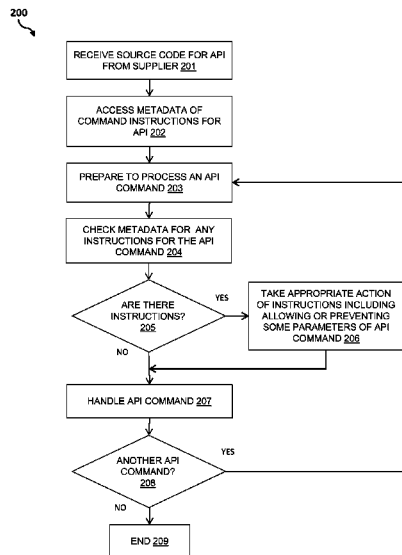 200
RECEIVE SOURCE CODE FOR API
FROM SUPPLIER 201
ACCESS METADATA OF
COMMAND INSTRUCTIONS FOR
API 202
PREPARE TO PROCESS AN API
COMMAND 203
CHECK METADATA FOR ANY
INSTRUCTIONS FOR THE API
COMMAND 204
ARE THERE
INSTRUCTIONS?
205
YES
TAKE APPROPRIATE ACTION
OF INSTRUCTIONS INCLUDING
ALLOWING OR PREVENTING
SOME PARAMETERS OF API
COMMAND 206
NO
HANDLE API COMMAND 207
ANOTHER API
COMMAND?
208
YES
NO
END 209